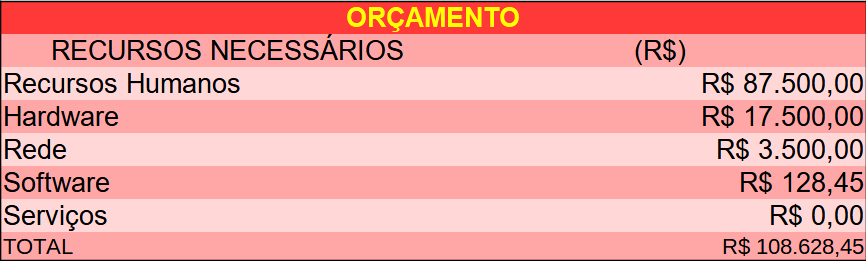 ORÇAMENTO
RECURSOS NECESSÁRIOS (R$)
Recursos Humanos R$ 87.500,00
Hardware R$ 17.500,00
Rede R$ 3.500,00
Software R$ 128,45
Serviços R$ 0,00
TOTAL R$ 108.628,45